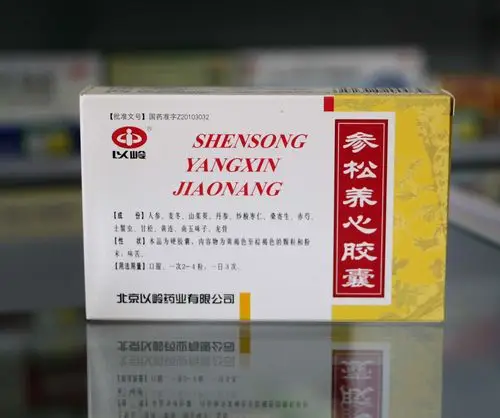 【批准文号】国药准字Z20103032
以岭
®
SHENSONG
YANGXIN
JIAONANG
参松养心胶囊
【成　份】人参、麦冬、山茱萸、丹参、炒酸枣仁、桑寄生、赤芍、
土鳖虫、甘松、黄连、南五味子、龙骨
【性　状】本品为硬胶囊，内容物为黄褐色至棕褐色的颗粒和粉
末；味苦。
【用法用量】口服，一次2-4粒，一日3次。
北京以岭药业有限公司